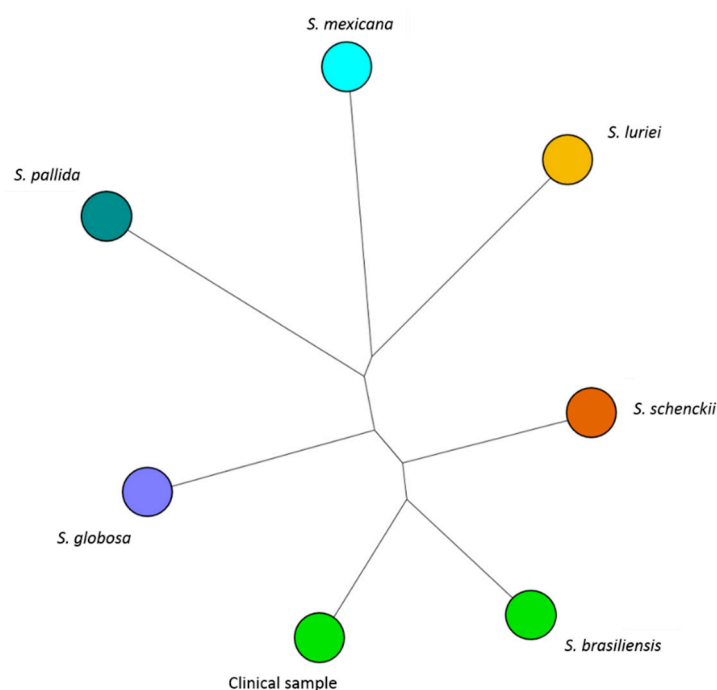 S. mexicana
S. luriei
S. pallida
S. schenckii
S. globosa
S. brasiliensis
Clinical sample